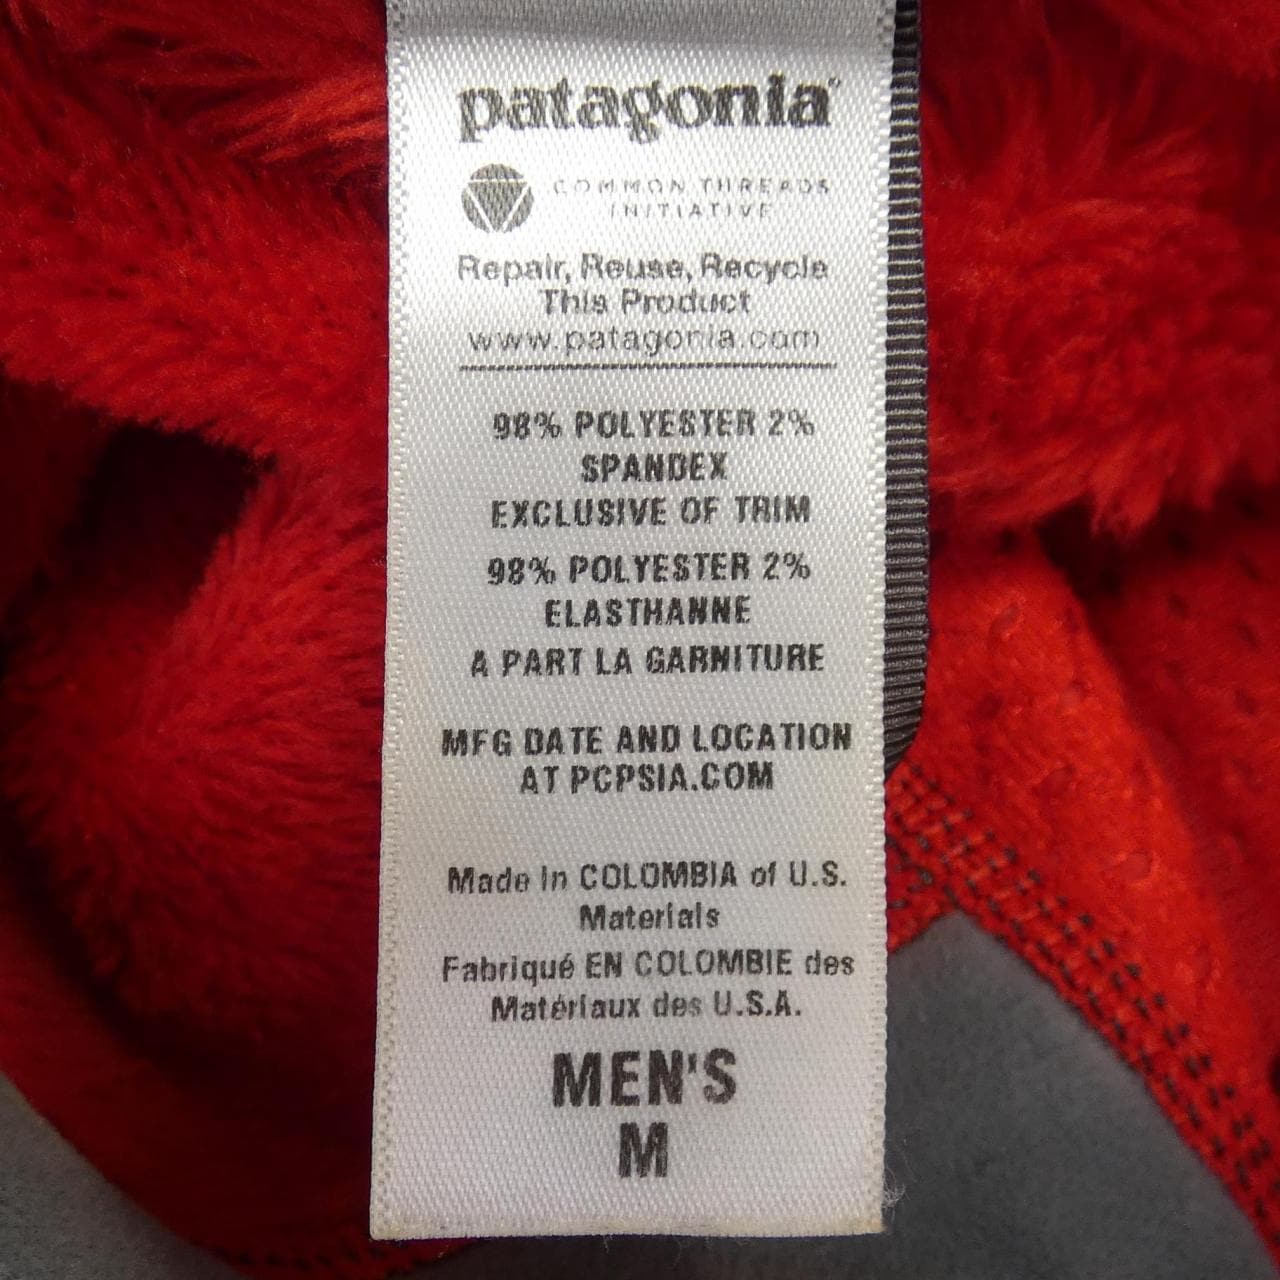 patagonia®
COMMON THREADS
INITIATIVE
Repair, Reuse, Recycle
This Product
www.patagonia.com
98% POLYESTER 2%
SPANDEX
EXCLUSIVE OF TRIM
98% POLYESTER 2%
ELASTHANNE
A PART LA GARNITURE
MFG DATE AND LOCATION
AT PCPSIA.COM
Made in COLOMBIA of U.S.
Materials
Fabriqué EN COLOMBIE des
Matériaux des U.S.A.
MEN'S
M